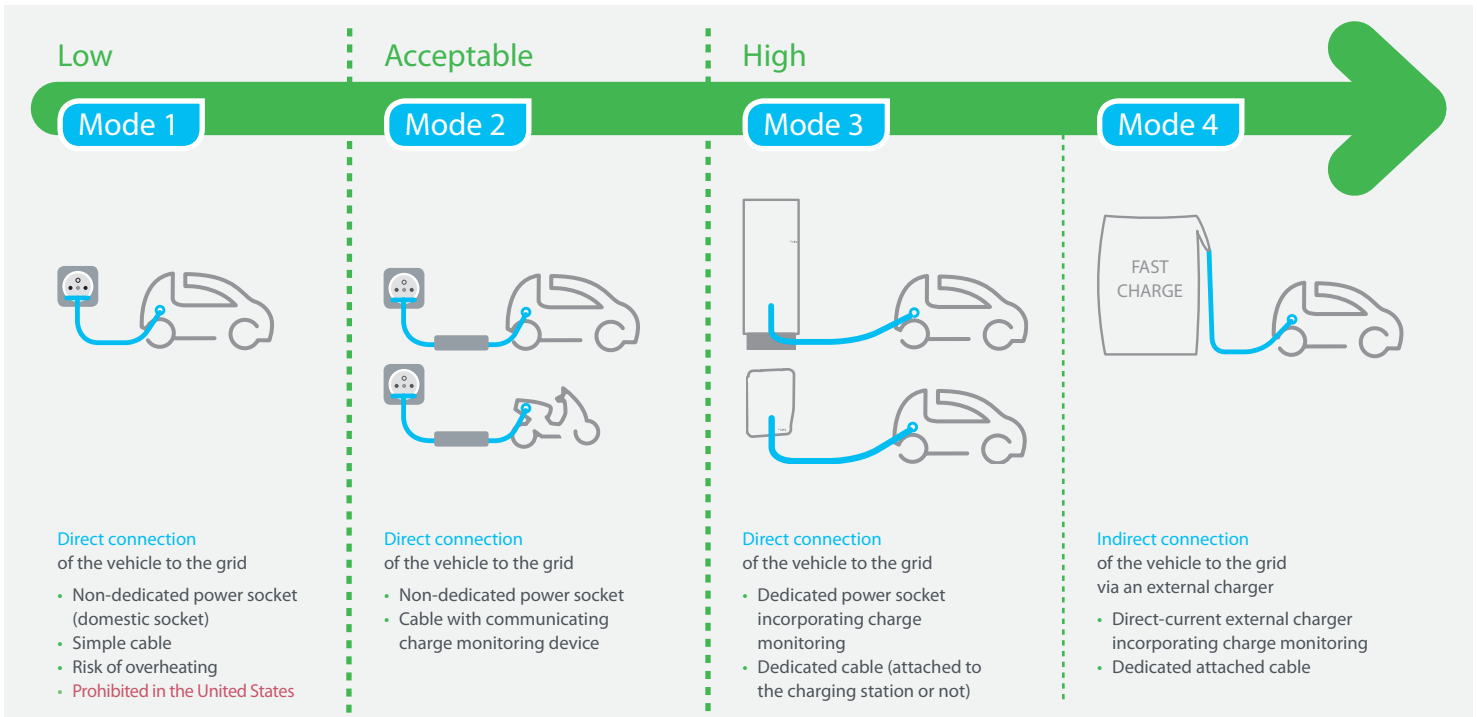 Low
Acceptable
High
Mode 1
Mode 2
Mode 3
Mode 4
FAST
CHARGE
Direct connection
of the vehicle to the grid
• Non-dedicated power socket
(domestic socket)
• Simple cable
• Risk of overheating
• Prohibited in the United States
Direct connection
of the vehicle to the grid
• Non-dedicated power socket
• Cable with communicating
charge monitoring device
Direct connection
of the vehicle to the grid
• Dedicated power socket
incorporating charge
monitoring
• Dedicated cable (attached to
the charging station or not)
Indirect connection
of the vehicle to the grid
via an external charger
• Direct-current external charger
incorporating charge monitoring
• Dedicated attached cable